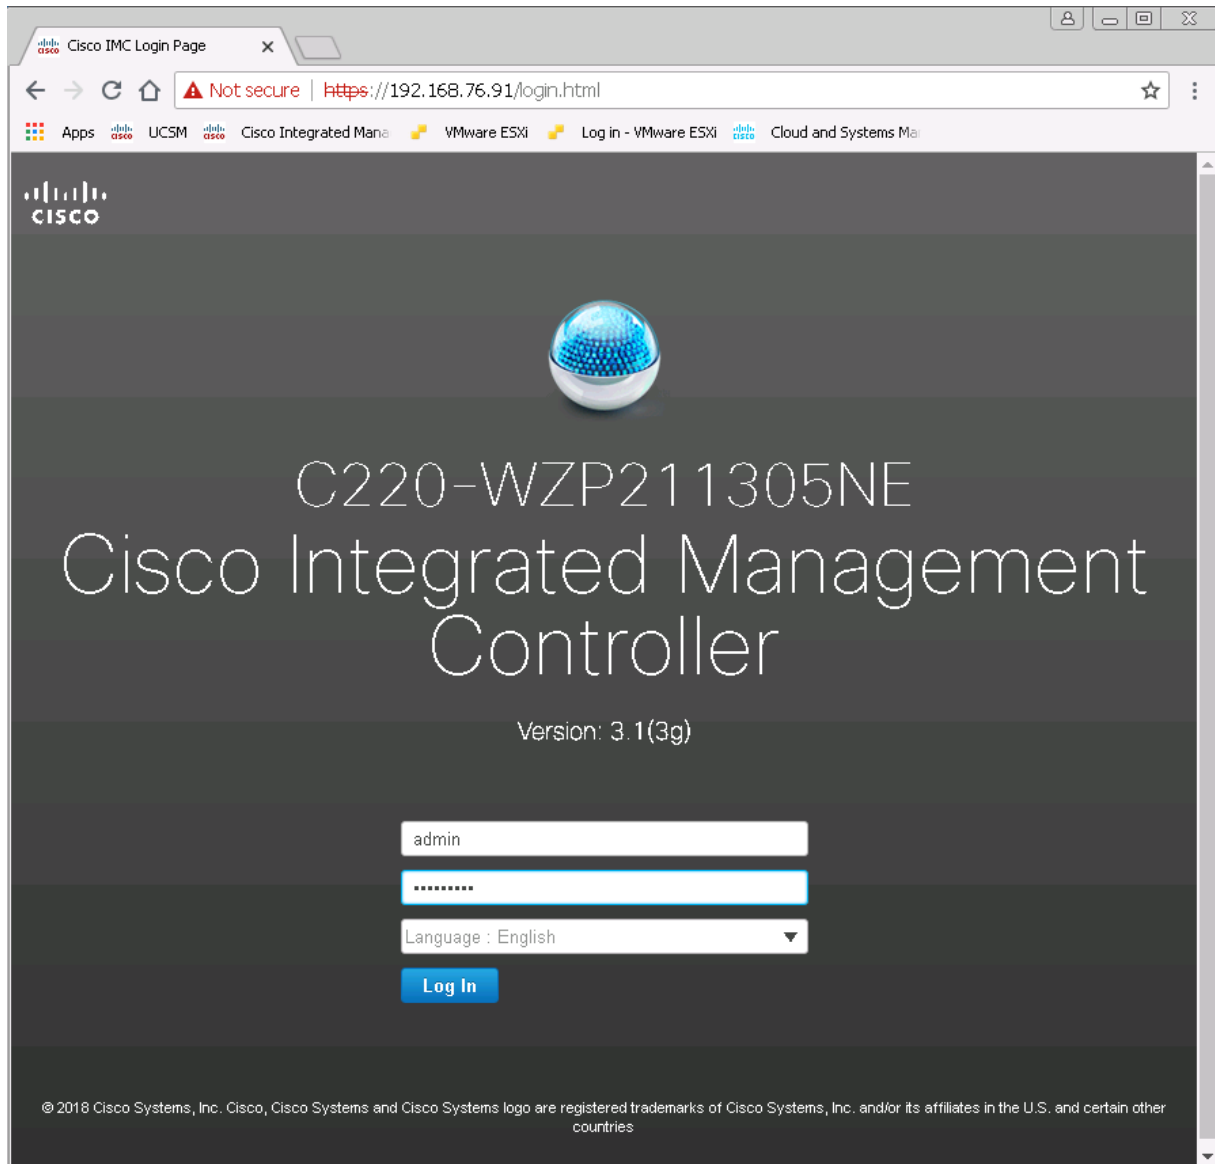 Cisco IMC Login Page
Not secure | https://192.168.76.91/login.html
Apps UCSM Cisco Integrated Mana VMware ESXi Log in - VMware ESXi Cloud and Systems Ma
CISCO
C220-WZP211305NE
Cisco Integrated Management
Controller
Version: 3.1(3g)
admin
•••••••••
Language : English
Log In
© 2018 Cisco Systems, Inc. Cisco, Cisco Systems and Cisco Systems logo are registered trademarks of Cisco Systems, Inc. and/or its affiliates in the U.S. and certain other
countries